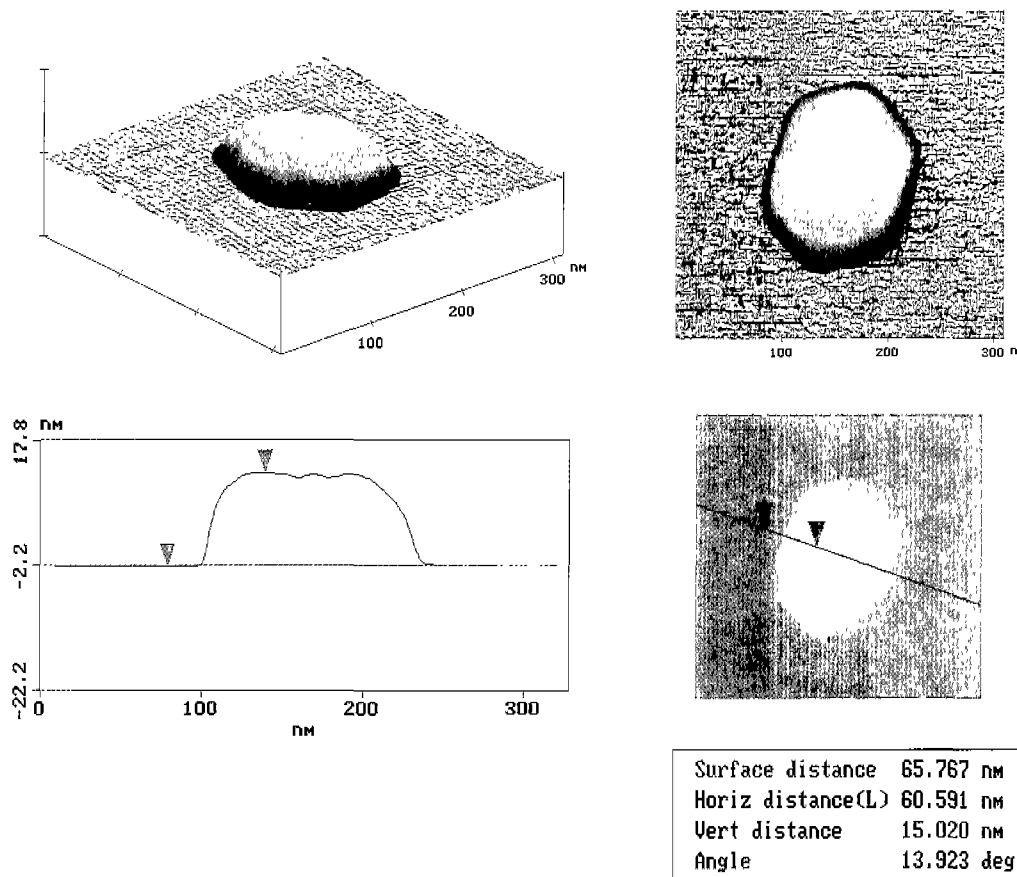 nm
300
200
100
100 200 300 n
17.8 nm
-2.2
-22.2
0 100 200 300
nm
Surface distance 65.767 nm
Horiz distance(L) 60.591 nm
Vert distance 15.020 nm
Angle 13.923 deg